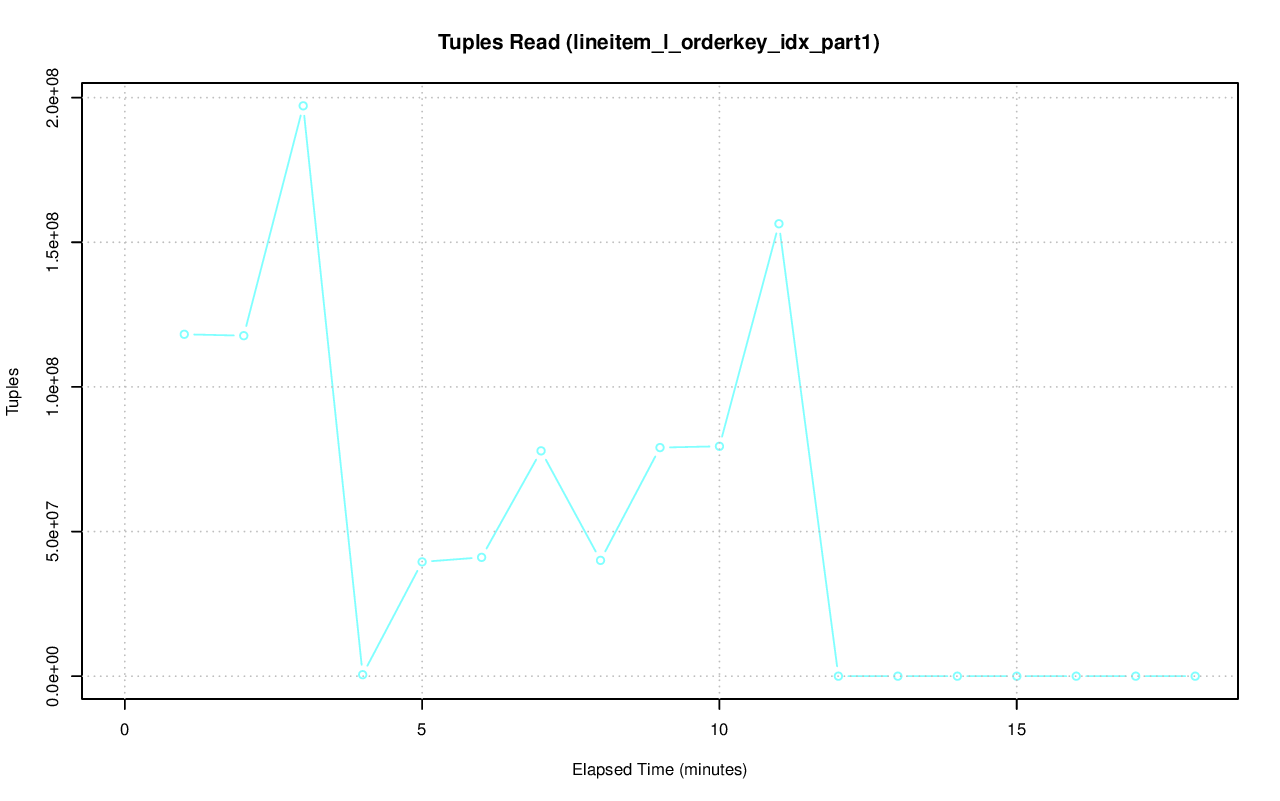 Tuples Read (lineitem_l_orderkey_idx_part1)
2.0e+08
1.5e+08
1.0e+08
5.0e+07
0.0e+00
Tuples
0 5 10 15
Elapsed Time (minutes)